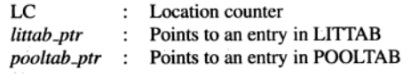 LC : Location counter
littab_ptr : Points to an entry in LITTAB
pooltab_ptr : Points to an entry in POOLTAB